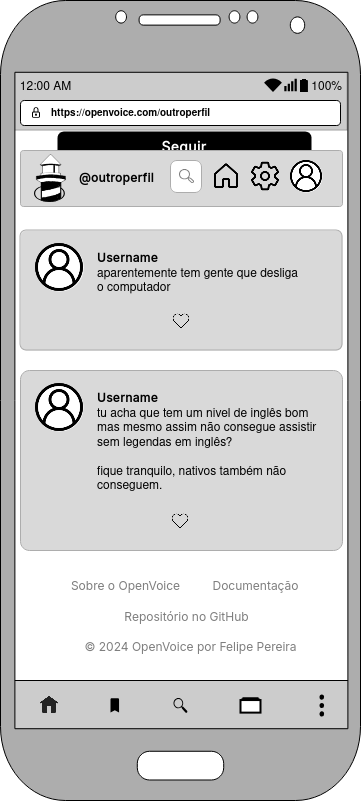 12:00 AM 100%
https://openvoice.com/outroperfil
Seguir
@outroperfil
Username
aparentemente tem gente que desliga
o computador
Username
tu acha que tem um nivel de inglês bom
mas mesmo assim não consegue assistir
sem legendas em inglês?
fique tranquilo, nativos também não
conseguem.
Sobre o OpenVoice Documentação
Repositório no GitHub
© 2024 OpenVoice por Felipe Pereira